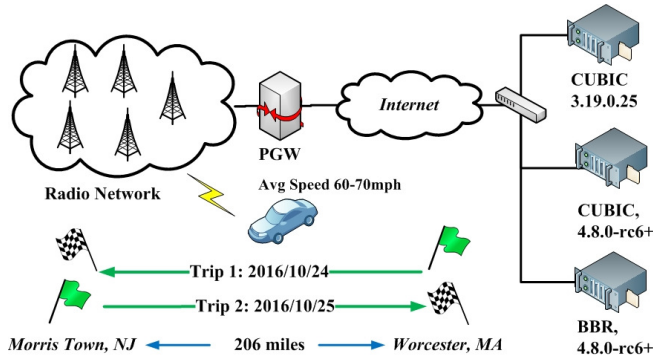 CUBIC
3.19.0.25
Internet
PGW
Radio Network
Avg Speed 60-70mph
CUBIC,
4.8.0-rc6+
Trip 1: 2016/10/24
Trip 2: 2016/10/25
BBR,
4.8.0-rc6+
Morris Town, NJ
206 miles
Worcester, MA